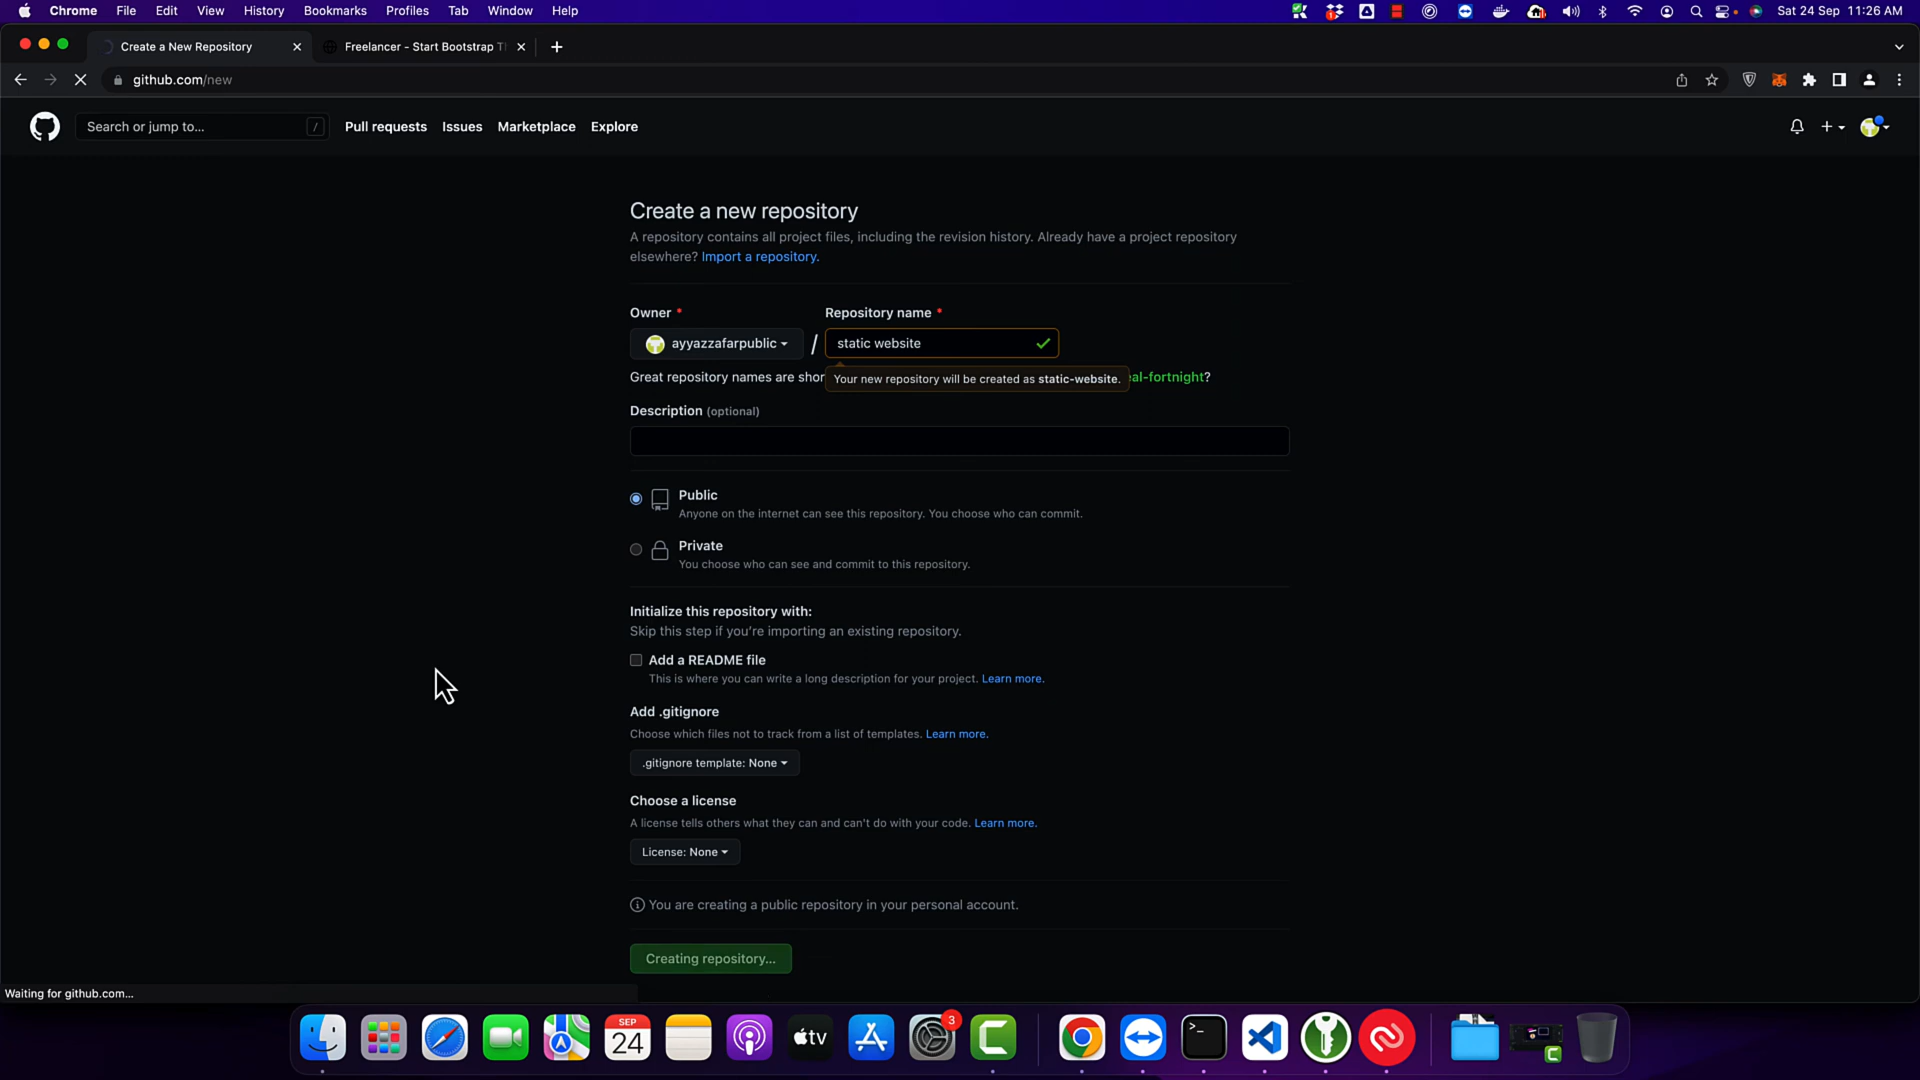 Chrome File Edit View History Bookmarks Profiles Tab Window Help
Sat 24 Sep 11:26 AM
Create a New Repository
Freelancer - Start Bootstrap T
github.com/new
Search or jump to... /
Pull requests Issues Marketplace Explore
Create a new repository
A repository contains all project files, including the revision history. Already have a project repository
elsewhere? Import a repository.
Owner * Repository name *
ayyazzafarpublic / static website
Great repository names are shor
Your new repository will be created as static-website.
eal-fortnight?
Description (optional)
Public
Anyone on the internet can see this repository. You choose who can commit.
Private
You choose who can see and commit to this repository.
Initialize this repository with:
Skip this step if you're importing an existing repository.
Add a README file
This is where you can write a long description for your project. Learn more.
Add .gitignore
Choose which files not to track from a list of templates. Learn more.
.gitignore template: None
Choose a license
A license tells others what they can and can't do with your code. Learn more.
License: None
You are creating a public repository in your personal account.
Creating repository...
Waiting for github.com...
SEP
24
tv
3
>_